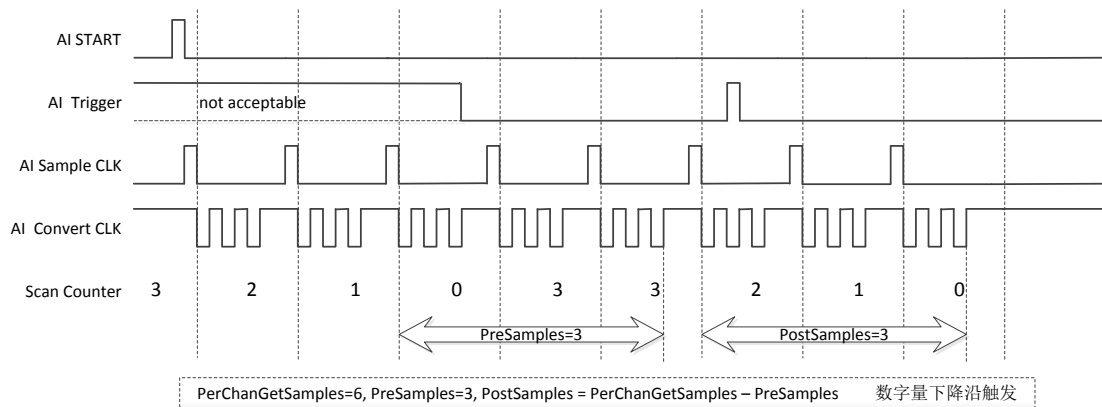 AI START
AI Trigger
not acceptable
AI Sample CLK
AI Convert CLK
Scan Counter 3 2 1 0 3 3 2 1 0
PreSamples=3 PostSamples=3
PerChanGetSamples=6, PreSamples=3, PostSamples = PerChanGetSamples – PreSamples 数字量下降沿触发